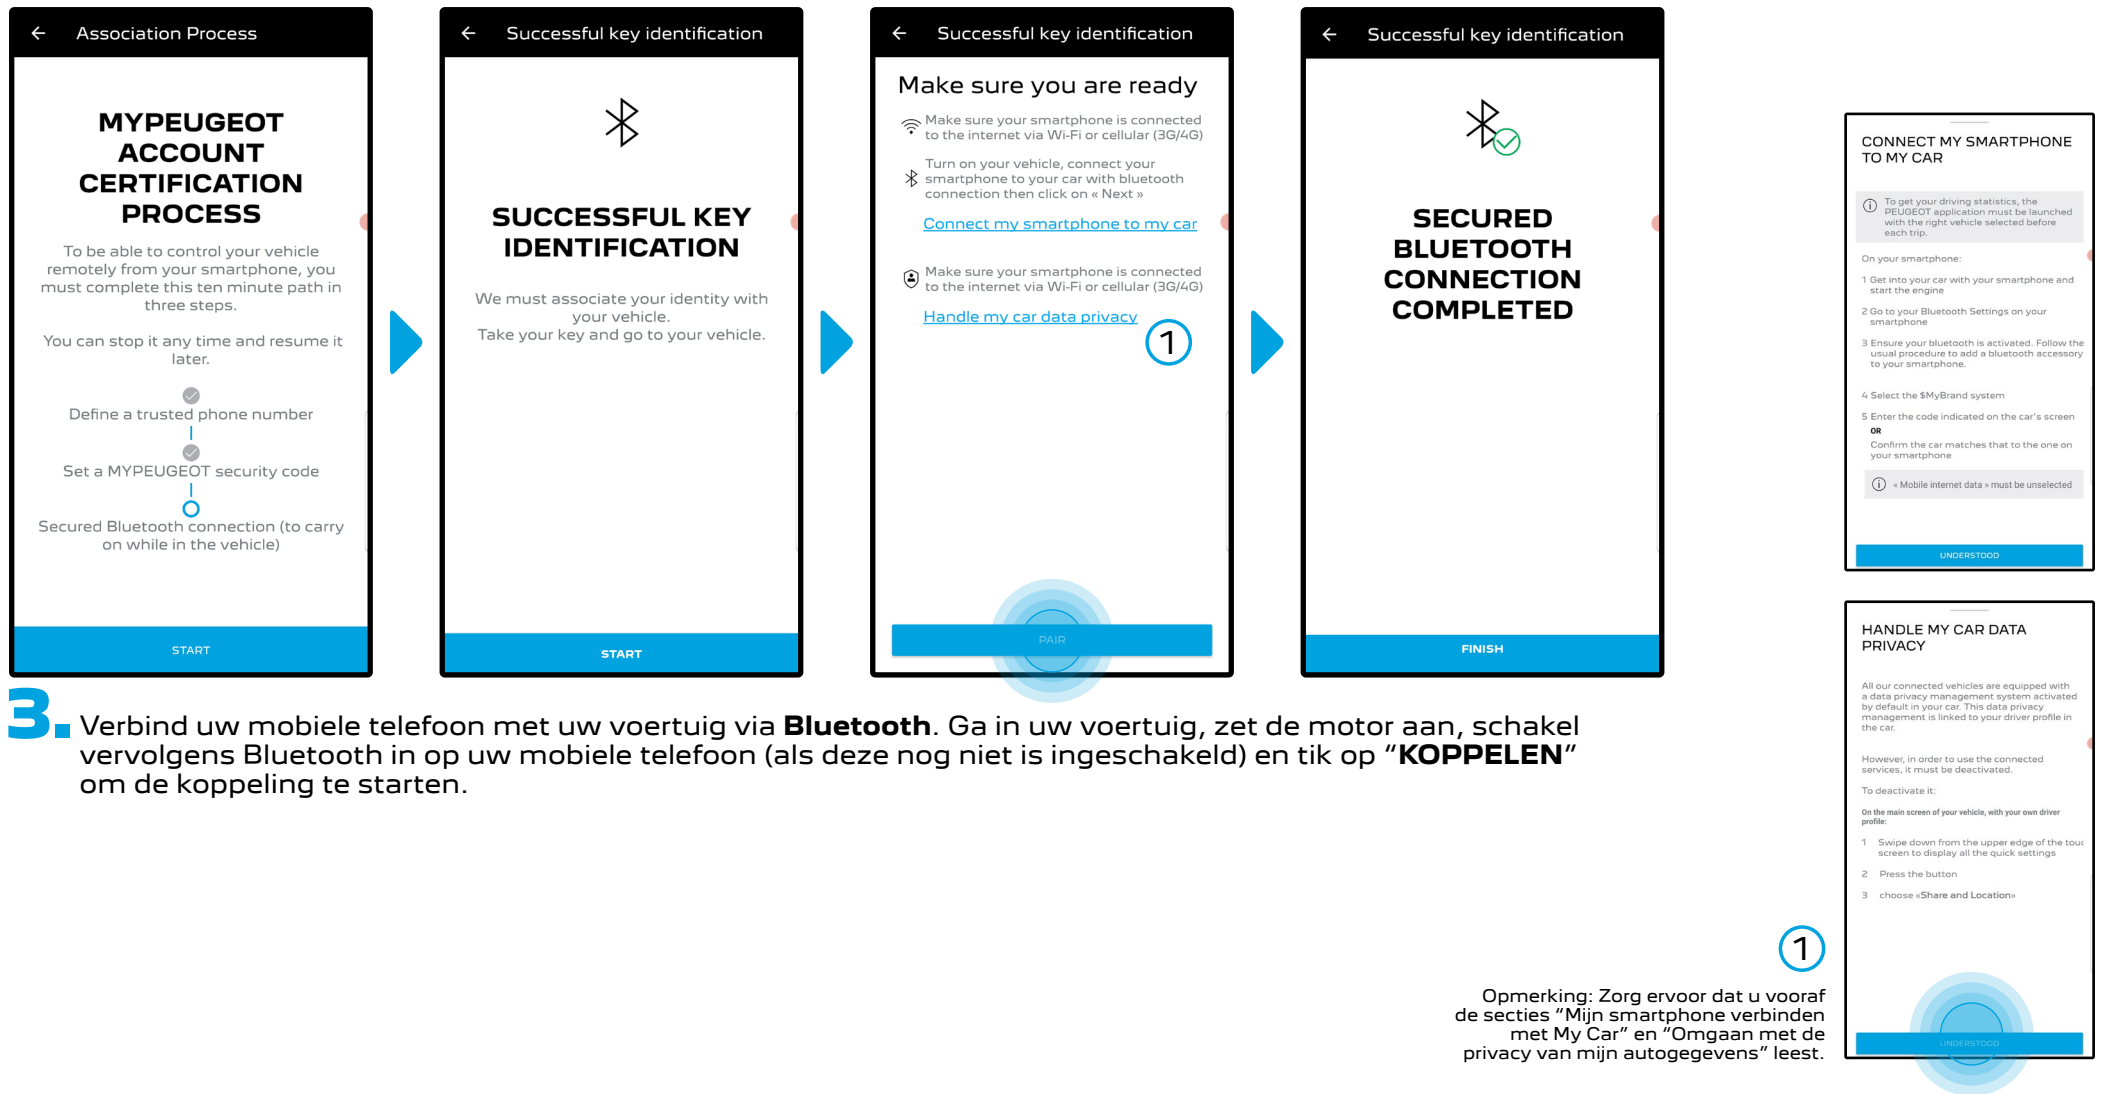 Association Process
MYPEUGEOT
ACCOUNT
CERTIFICATION
PROCESS
To be able to control your vehicle
remotely from your smartphone, you
must complete this ten minute path in
three steps.
You can stop it any time and resume it
later.
Define a trusted phone number
Set a MYPEUGEOT security code
Secured Bluetooth connection (to carry
on while in the vehicle)
START
Successful key identification
SUCCESSFUL KEY
IDENTIFICATION
We must associate your identity with
your vehicle.
Take your key and go to your vehicle.
START
Successful key identification
Make sure you are ready
Make sure your smartphone is connected
to the internet via Wi-Fi or cellular (3G/4G)
Turn on your vehicle, connect your
smartphone to your car with bluetooth
connection then click on « Next »
Connect my smartphone to my car
Make sure your smartphone is connected
to the internet via Wi-Fi or cellular (3G/4G)
Handle my car data privacy
1
PAIR
Successful key identification
SECURED
BLUETOOTH
CONNECTION
COMPLETED
FINISH
CONNECT MY SMARTPHONE
TO MY CAR
To get your driving statistics, the
PEUGEOT application must be launched
with the right vehicle selected before
each trip.
On your smartphone:
1 Get into your car with your smartphone and
start the engine
2 Go to your Bluetooth Settings on your
smartphone
3 Ensure your bluetooth is activated. Follow the
usual procedure to add a bluetooth accessory
to your smartphone.
4 Select the $MyBrand system
5 Enter the code indicated on the car's screen
OR
Confirm the car matches that to the one on
your smartphone
« Mobile internet data » must be unselected
UNDERSTOOD
HANDLE MY CAR DATA
PRIVACY
All our connected vehicles are equipped with
a data privacy management system activated
by default in your car. This data privacy
management is linked to your driver profile in
the car.
However, in order to use the connected
services, it must be deactivated.
To deactivate it:
On the main screen of your vehicle, with your own driver
profile:
1 Swipe down from the upper edge of the touc
screen to display all the quick settings
2 Press the button
3 choose «Share and Location»
UNDERSTOOD
3. Verbind uw mobiele telefoon met uw voertuig via Bluetooth. Ga in uw voertuig, zet de motor aan, schakel
vervolgens Bluetooth in op uw mobiele telefoon (als deze nog niet is ingeschakeld) en tik op “KOPPELEN”
om de koppeling te starten.
1
Opmerking: Zorg ervoor dat u vooraf
de secties “Mijn smartphone verbinden
met My Car” en “Omgaan met de
privacy van mijn autogegevens” leest.